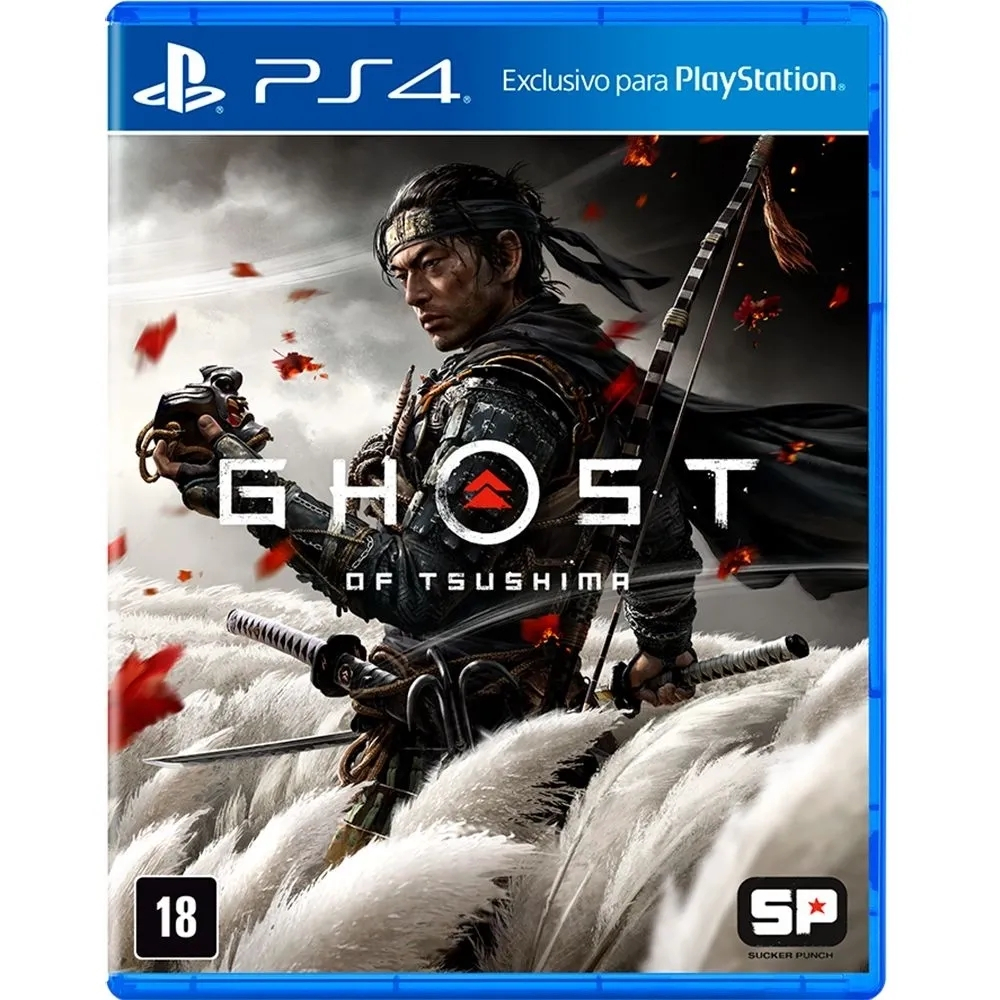 PS4 Exclusivo para PlayStation®
GHOST
OF TSUSHIMA
18
SP
SUCKER PUNCH